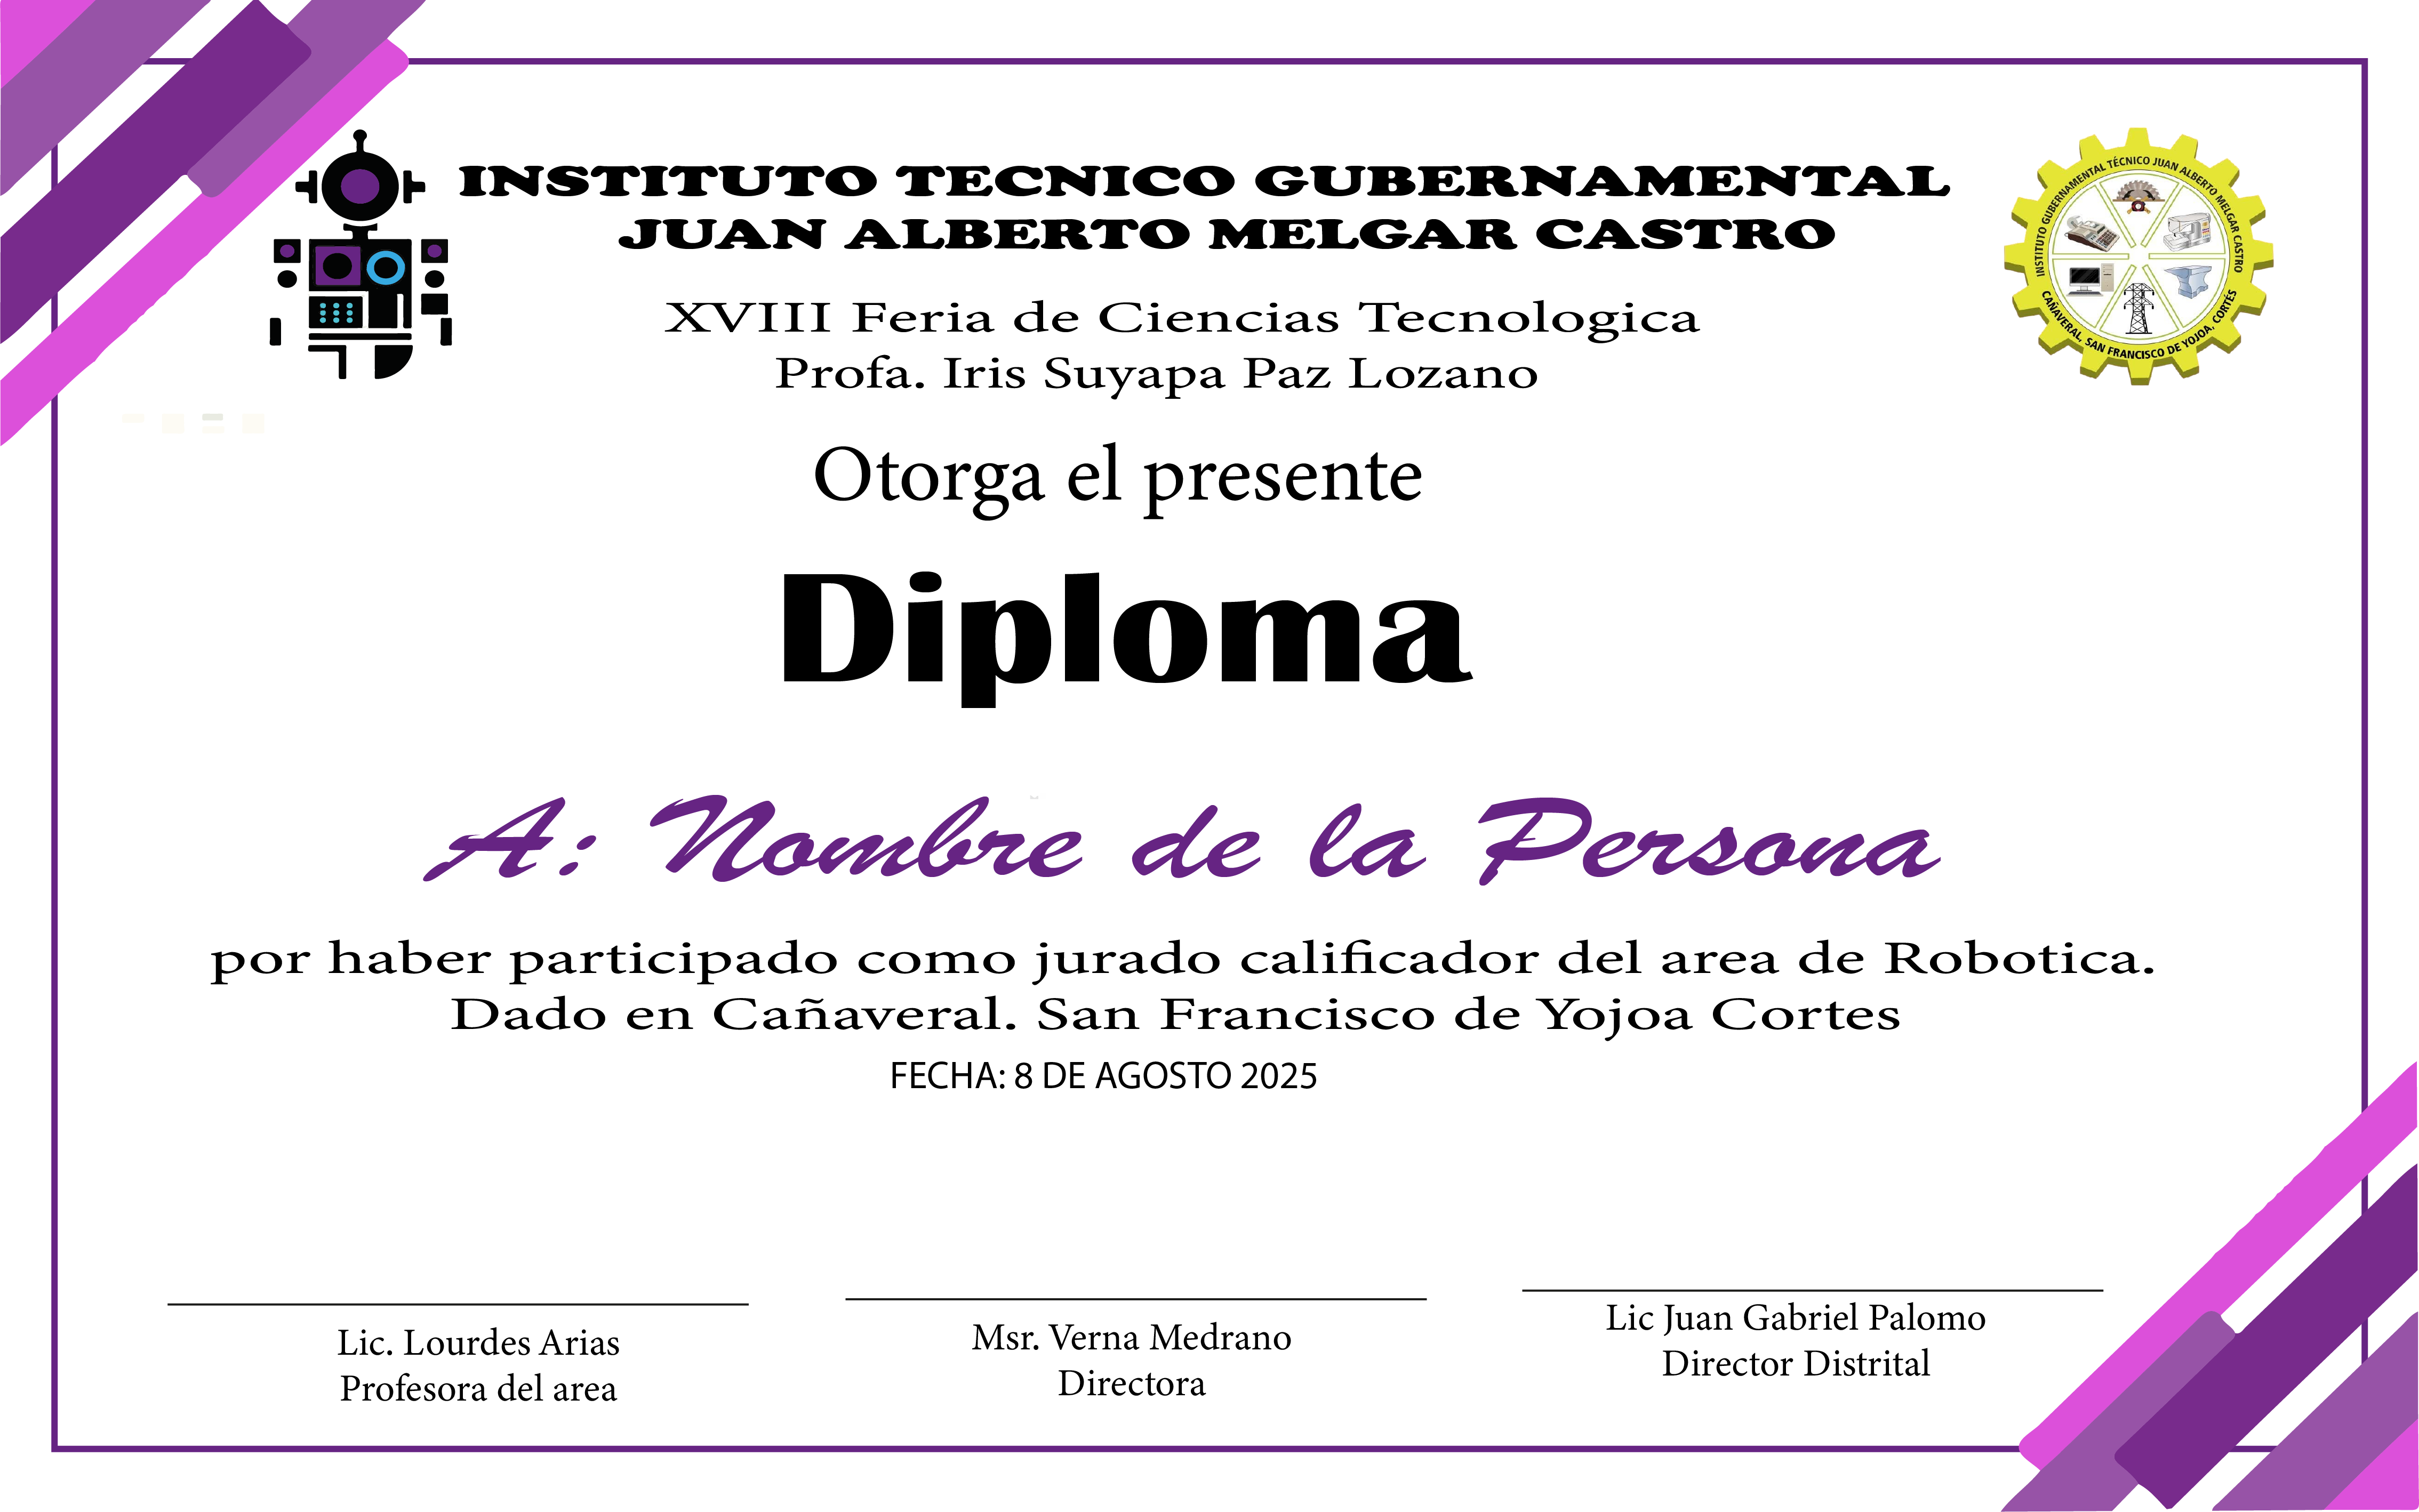 INSTITUTO TECNICO GUBERNAMENTAL
JUAN ALBERTO MELGAR CASTRO
XVIII Feria de Ciencias Tecnologica
Profa. Iris Suyapa Paz Lozano
INSTITUTO GUBERNAMENTAL TÉCNICO JUAN ALBERTO MELGAR CASTRO
CAÑAVERAL, SAN FRANCISCO DE YOJOA, CORTÉS
Otorga el presente
Diploma
A: Nombre de la Persona
por haber participado como jurado calificador del area de Robotica.
Dado en Cañaveral. San Francisco de Yojoa Cortes
FECHA: 8 DE AGOSTO 2025
Lic. Lourdes Arias
Profesora del area
Msr. Verna Medrano
Directora
Lic Juan Gabriel Palomo
Director Distrital